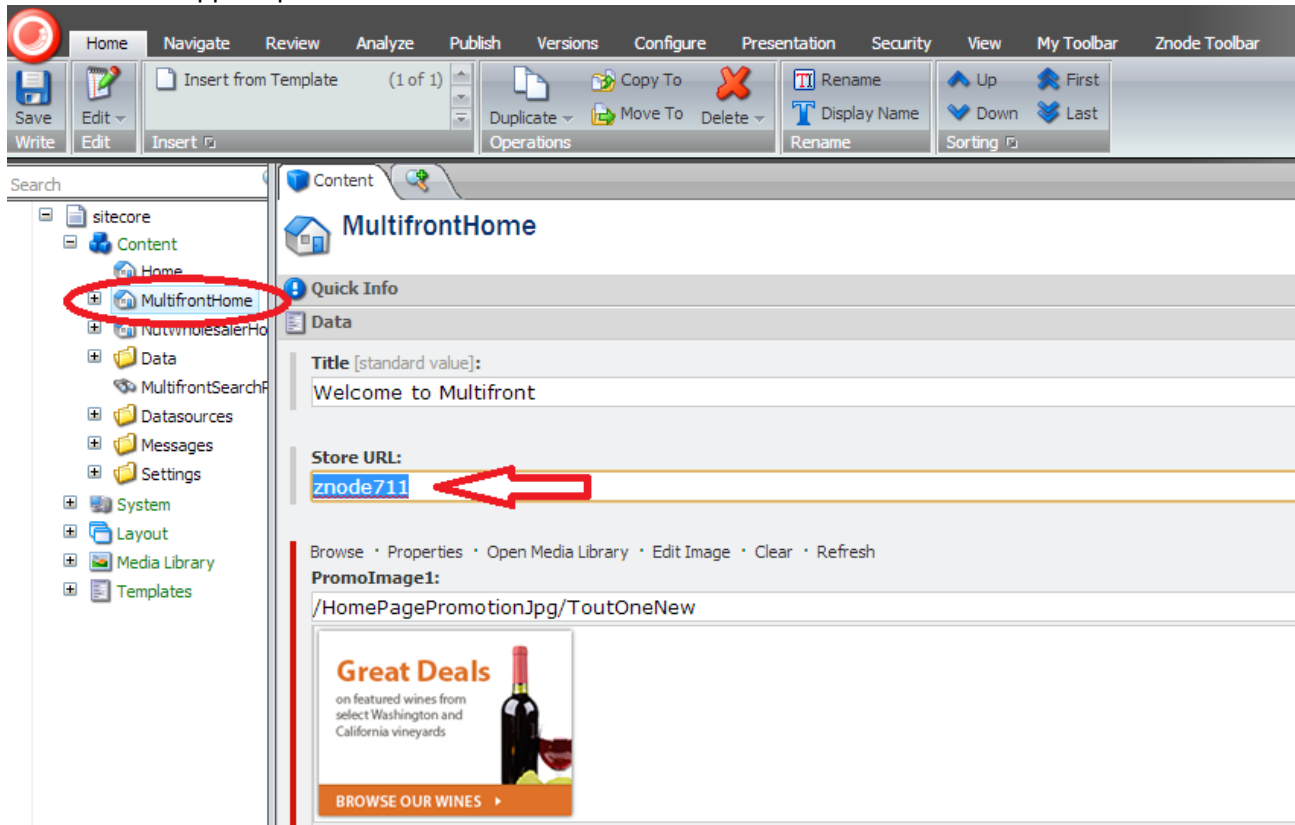 Home Navigate Review Analyze Publish Versions Configure Presentation Security View My Toolbar Znode Toolbar
Insert from Template (1 of 1) Copy To Rename Up First
Save Edit Duplicate Move To Delete Display Name Down Last
Write Edit Insert Operations Rename Sorting
Search
Content
sitecore
Content
Home
MultifrontHome
NutWholesalerHo
Data
MultifrontSearch
Datasources
Messages
Settings
System
Layout
Media Library
Templates
MultifrontHome
Quick Info
Data
Title [standard value]:
Welcome to Multifront
Store URL:
znode711
Browse · Properties · Open Media Library · Edit Image · Clear · Refresh
PromoImage1:
/HomePagePromotionJpg/ToutOneNew
Great Deals
on featured wines from
select Washington and
California vineyards
BROWSE OUR WINES